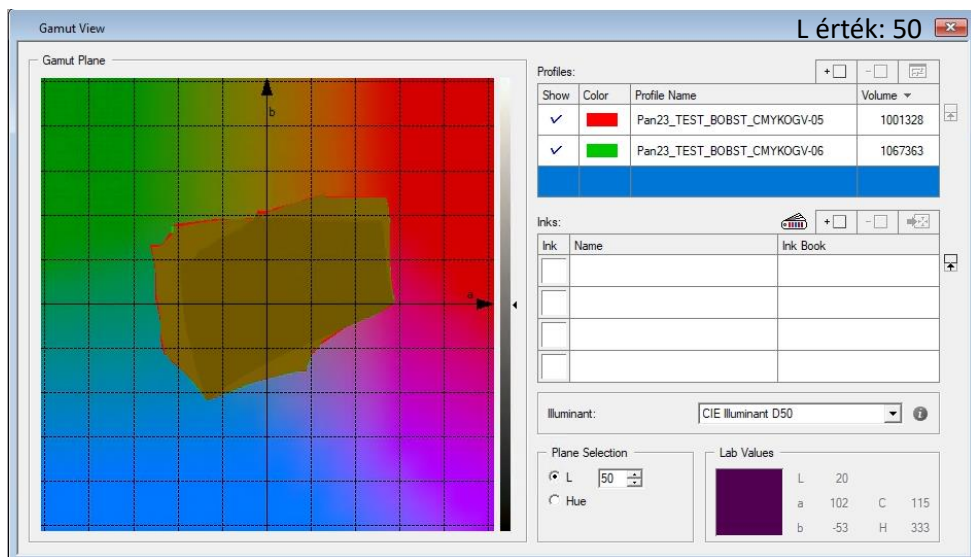 Gamut View
L érték: 50
Gamut Plane
b
a
Profiles:
Show Color Profile Name Volume
Pan23_TEST_BOBST_CMYKOGV-05 1001328
Pan23_TEST_BOBST_CMYKOGV-06 1067363
Inks:
Ink Name Ink Book
Illuminant: CIE Illuminant D50
Plane Selection
L 50
Hue
Lab Values
L 20
a 102 C 115
b -53 H 333